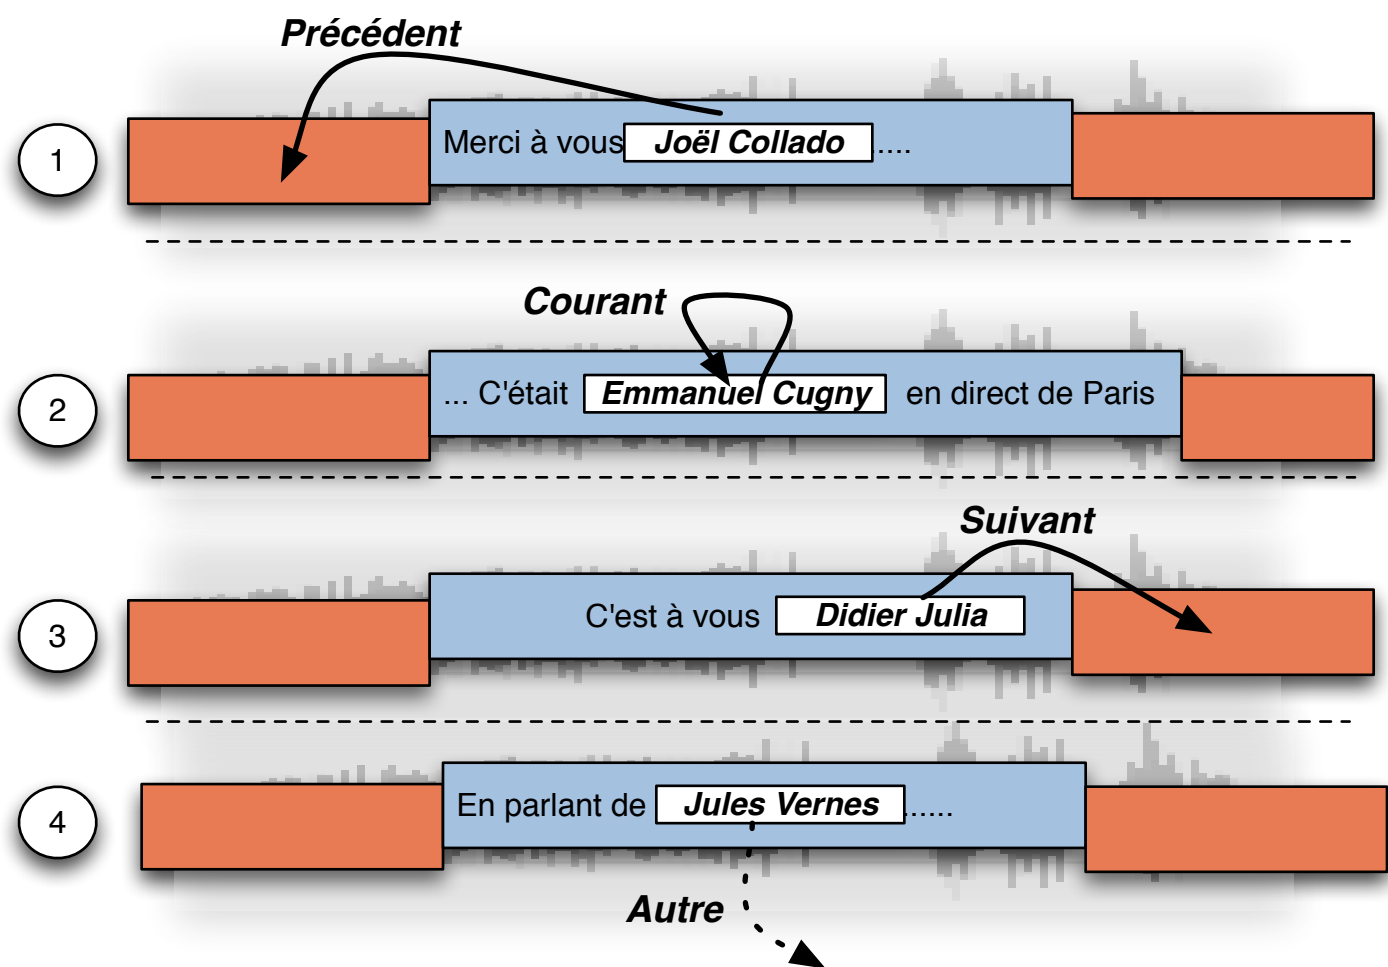 Précédent
1
Merci à vous Joël Collado .....
Courant
2
... C'était Emmanuel Cugny en direct de Paris
Suivant
3
C'est à vous Didier Julia
4
En parlant de Jules Vernes ......
Autre